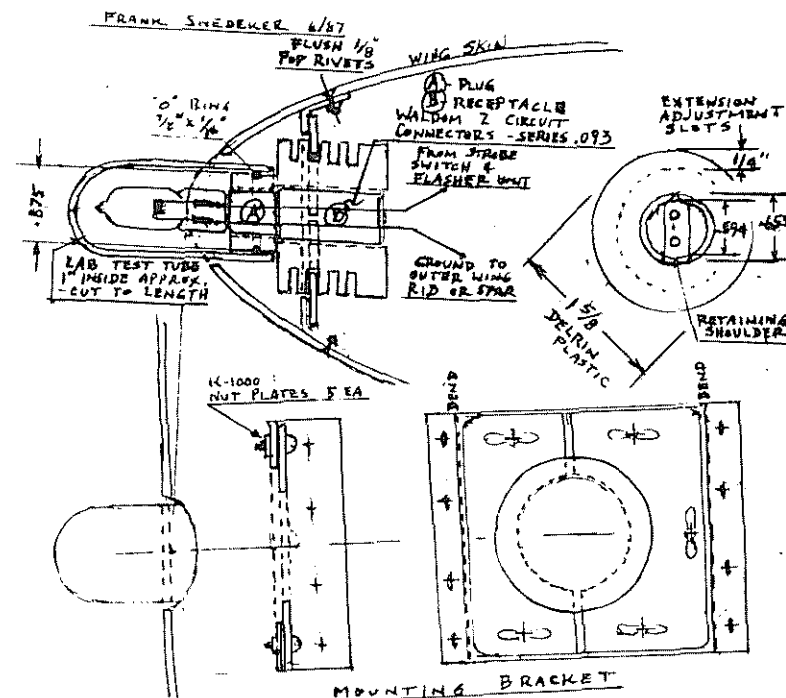 FRANK SNEDEKER 6/87
FLUSH 1/8"
POP RIVETS
WING SKIN
"O" RING
1/2" x 1/16"
A PLUG
B RECEPTACLE
WALDOM 2 CIRCUIT
CONNECTORS - SERIES .093
FROM STROBE
SWITCH &
FLASHER UNIT
EXTENSION
ADJUSTMENT
SLOTS
1/4"
.875
A
B
.594
.655
LAB TEST TUBE
1" INSIDE APPROX.
- CUT TO LENGTH
GROUND TO
OUTER WING
RIB OR SPAR
1 5/8
DELRIN
PLASTIC
RETAINING
SHOULDER
K-1000
NUT PLATES 5 EA
BEND
BEND
MOUNTING BRACKET